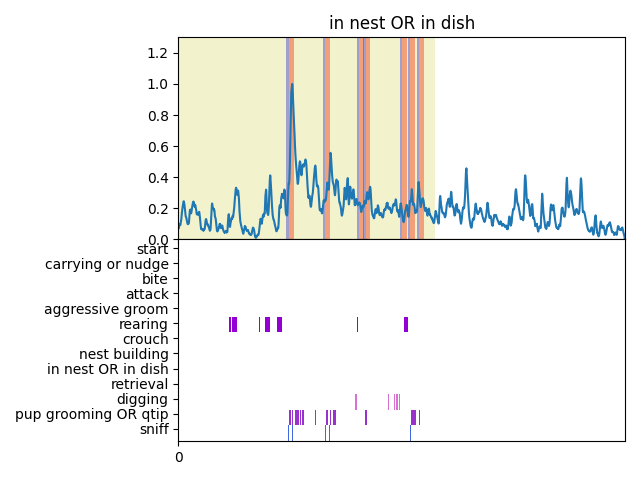 in nest OR in dish
1.2
1.0
0.8
0.6
0.4
0.2
0.0
start
carrying or nudge
bite
attack
aggressive groom
rearing
crouch
nest building
in nest OR in dish
retrieval
digging
pup grooming OR qtip
sniff
0